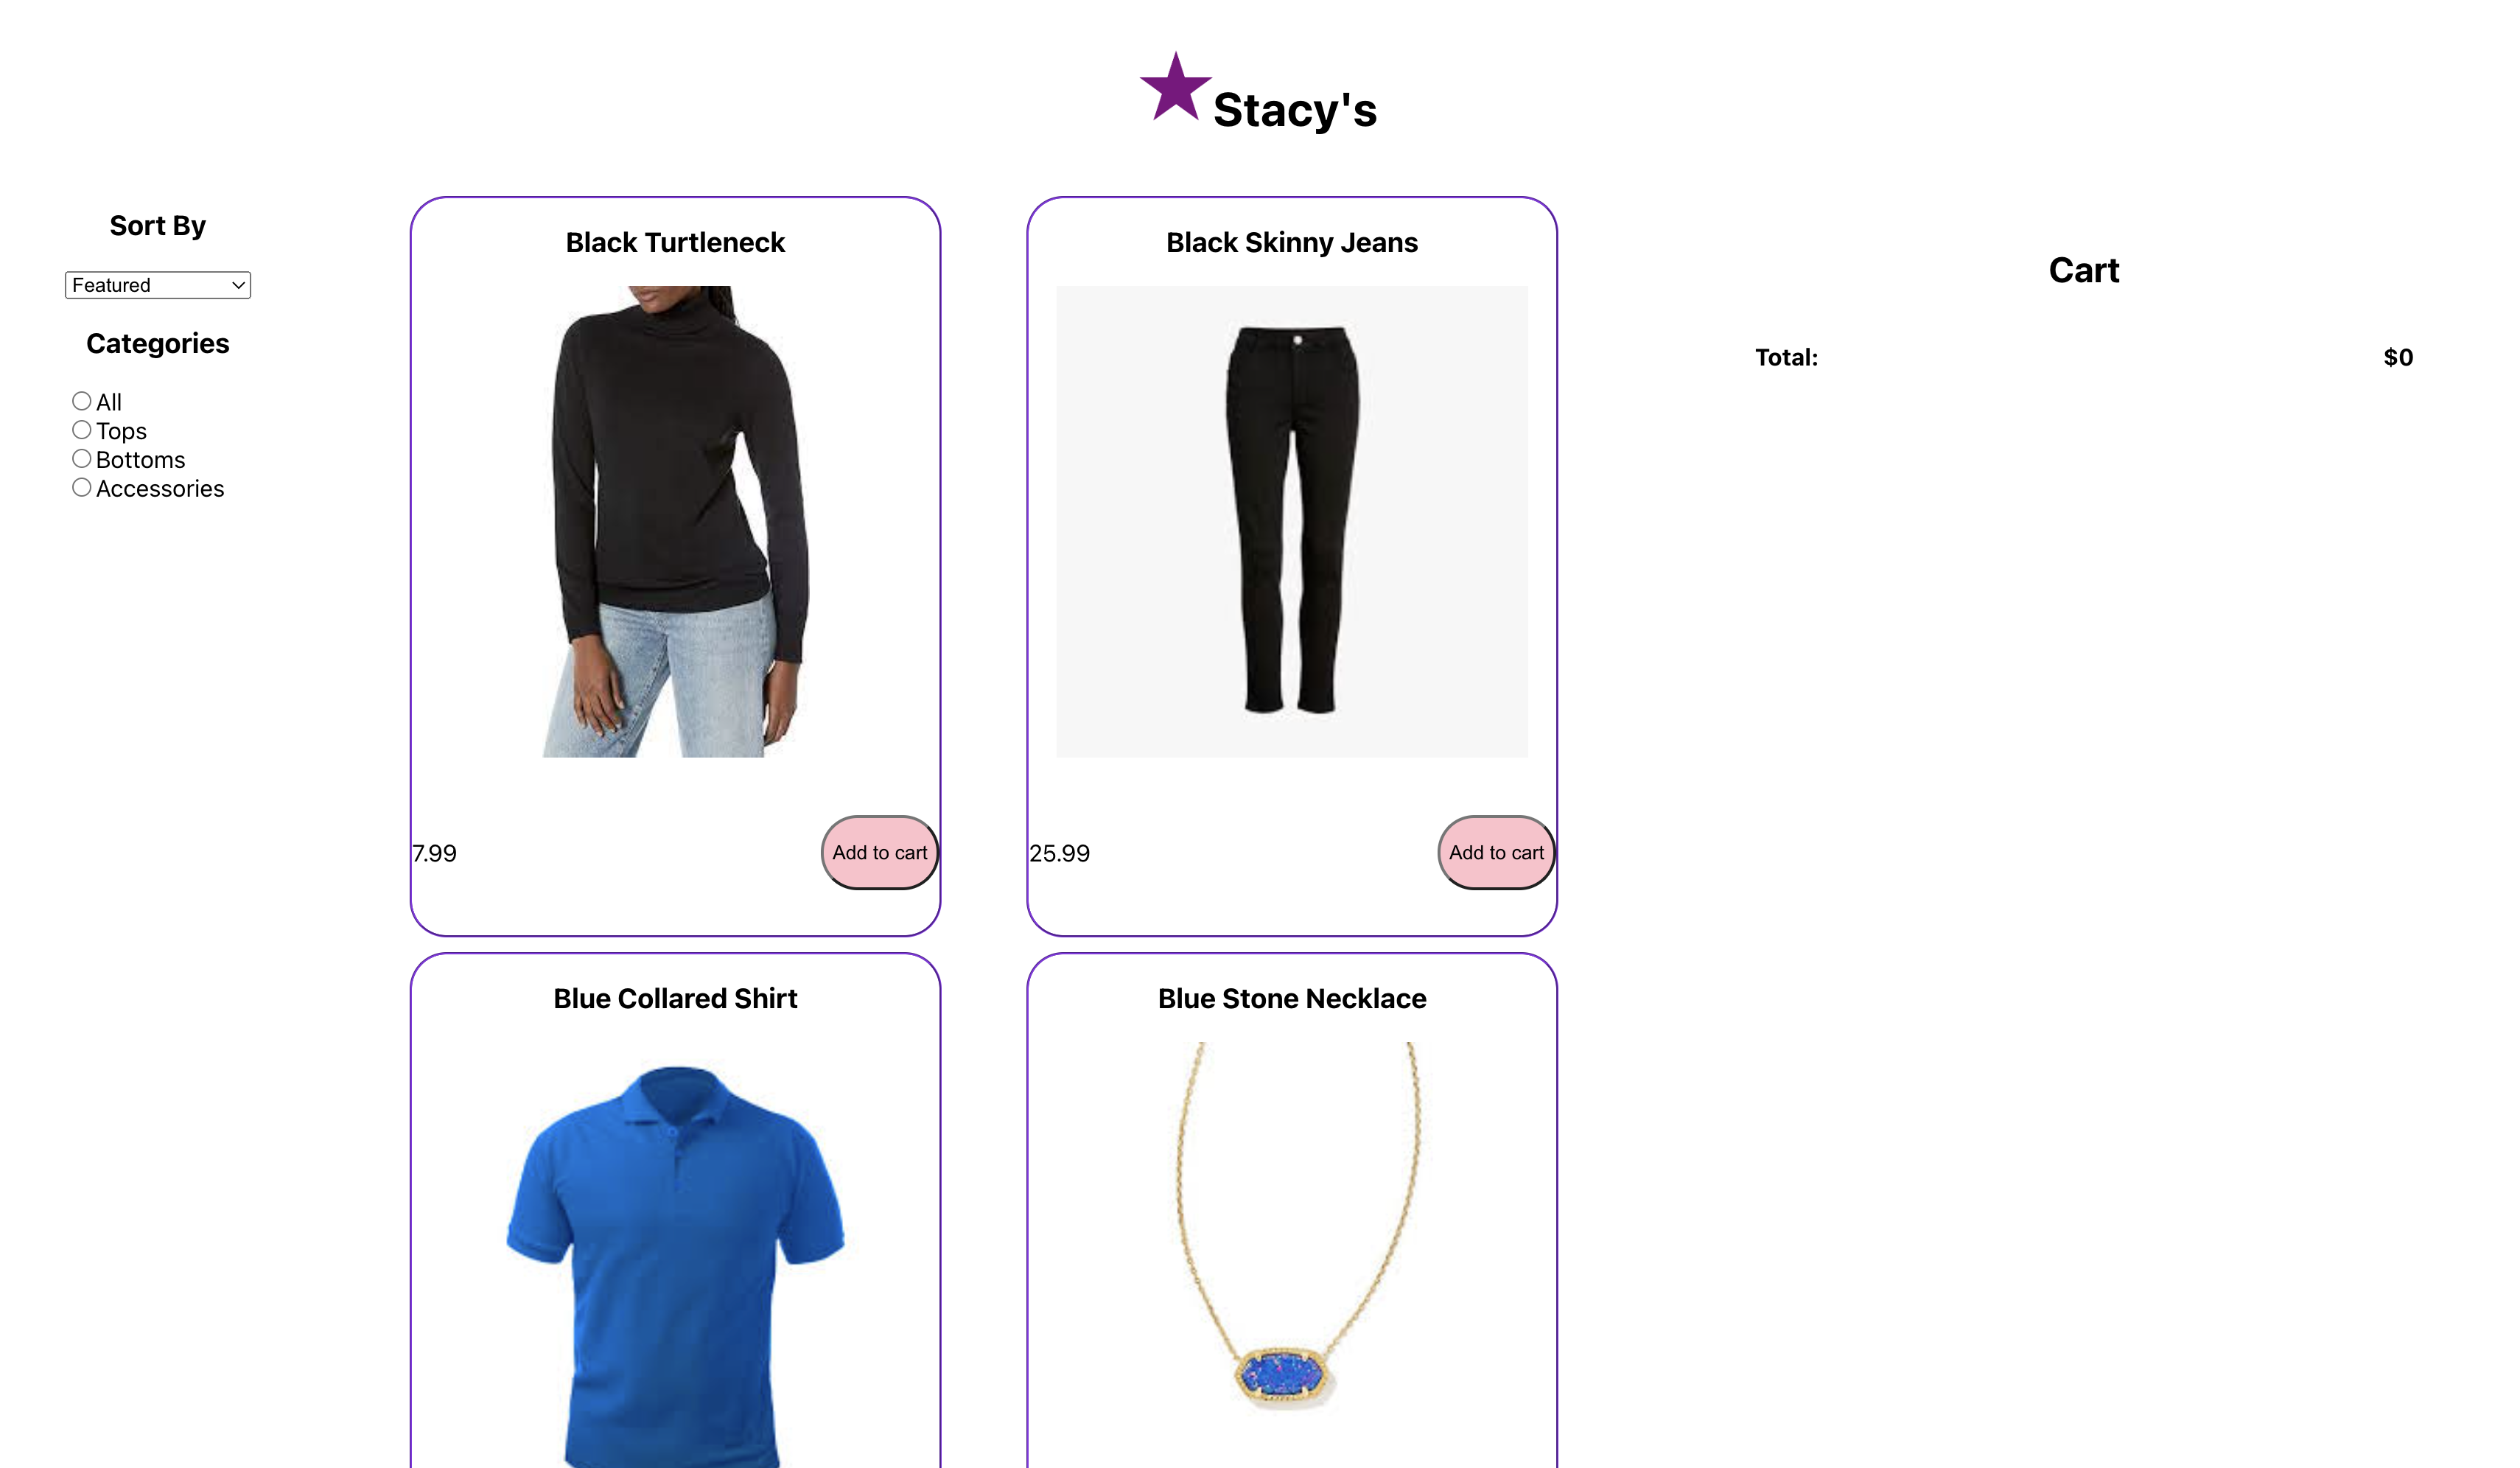 Stacy's
Sort By
Featured
Categories
All
Tops
Bottoms
Accessories
Black Turtleneck
7.99
Add to cart
Black Skinny Jeans
25.99
Add to cart
Blue Collared Shirt
Blue Stone Necklace
Cart
Total: $0